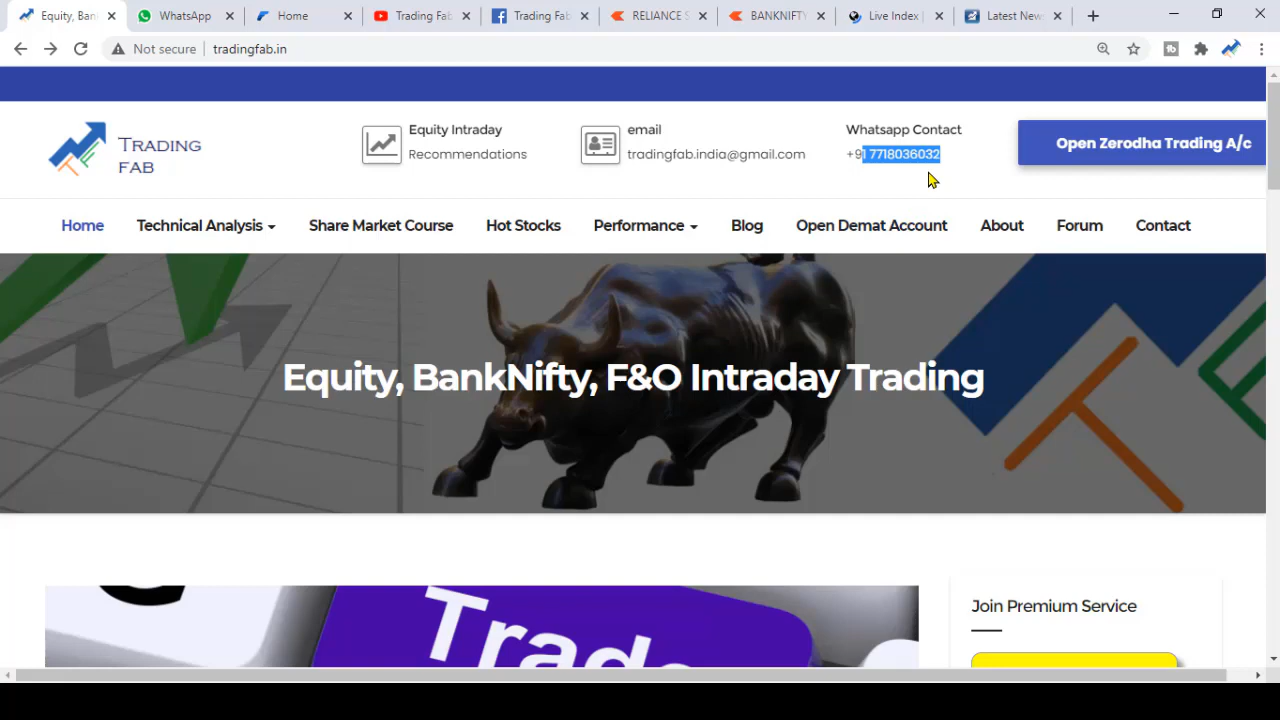 Equity, Ban
WhatsApp
Home
Trading Fab
Trading Fab
RELIANCE S
BANKNIFTY
Live Index |
Latest New
Not secure | tradingfab.in
TRADING
FAB
Equity Intraday
Recommendations
email
tradingfab.india@gmail.com
Whatsapp Contact
+91 7718036032
Open Zerodha Trading A/c
Home
Technical Analysis
Share Market Course
Hot Stocks
Performance
Blog
Open Demat Account
About
Forum
Contact
Equity, BankNifty, F&O Intraday Trading
Trade
Join Premium Service